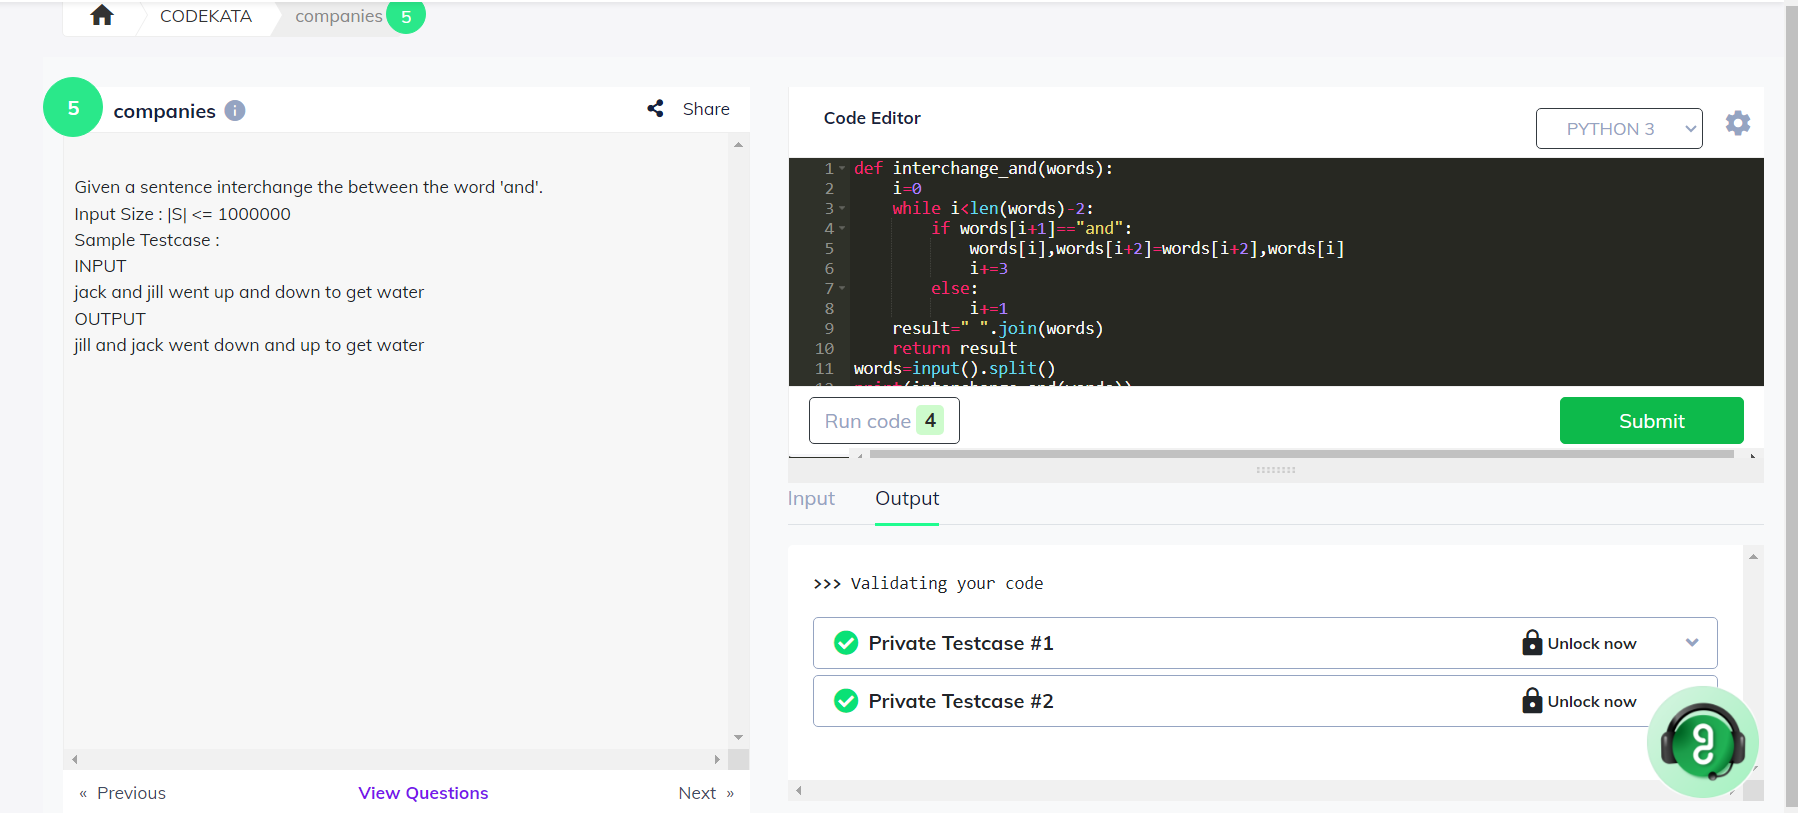 CODEKATA
companies 5
5
companies
Share
Given a sentence interchange the between the word 'and'.
Input Size : |S| <= 1000000
Sample Testcase :
INPUT
jack and jill went up and down to get water
OUTPUT
jill and jack went down and up to get water
« Previous
View Questions
Next »
Code Editor
PYTHON 3
1 def interchange_and(words):
2 i=0
3 while i<len(words)-2:
4 if words[i+1]=="and":
5 words[i],words[i+2]=words[i+2],words[i]
6 i+=3
7 else:
8 i+=1
9 result=" ".join(words)
10 return result
11 words=input().split()
12 print(interchange_and(words))
Run code 4
Submit
Input
Output
>>> Validating your code
Private Testcase #1
Unlock now
Private Testcase #2
Unlock now